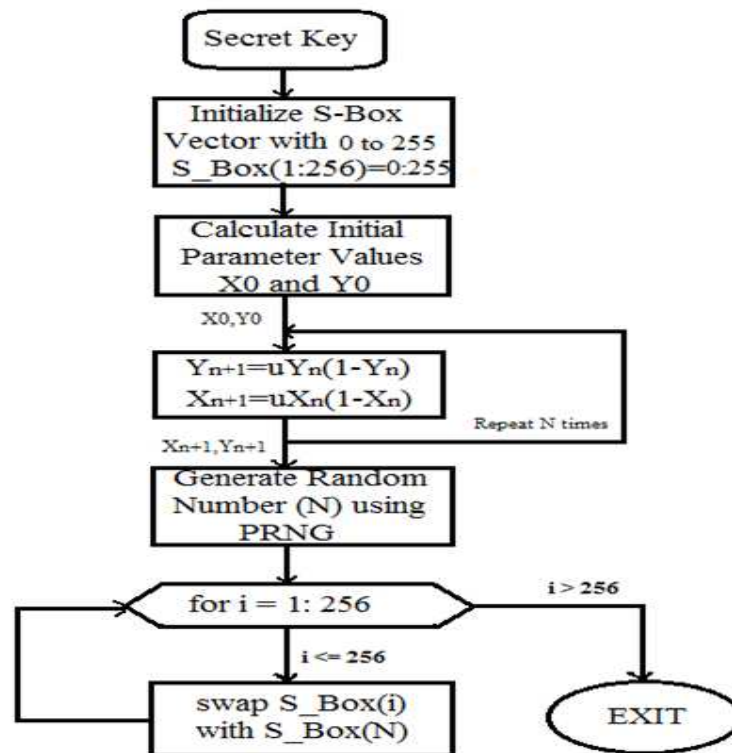 Secret Key
Initialize S-Box
Vector with 0 to 255
S_Box(1:256)=0:255
Calculate Initial
Parameter Values
X0 and Y0
X0,Y0
Yn+1=uYn(1-Yn)
Xn+1=uXn(1-Xn)
Repeat N times
Xn+1,Yn+1
Generate Random
Number (N) using
PRNG
for i = 1: 256
i > 256
i <= 256
swap S_Box(i)
with S_Box(N)
EXIT